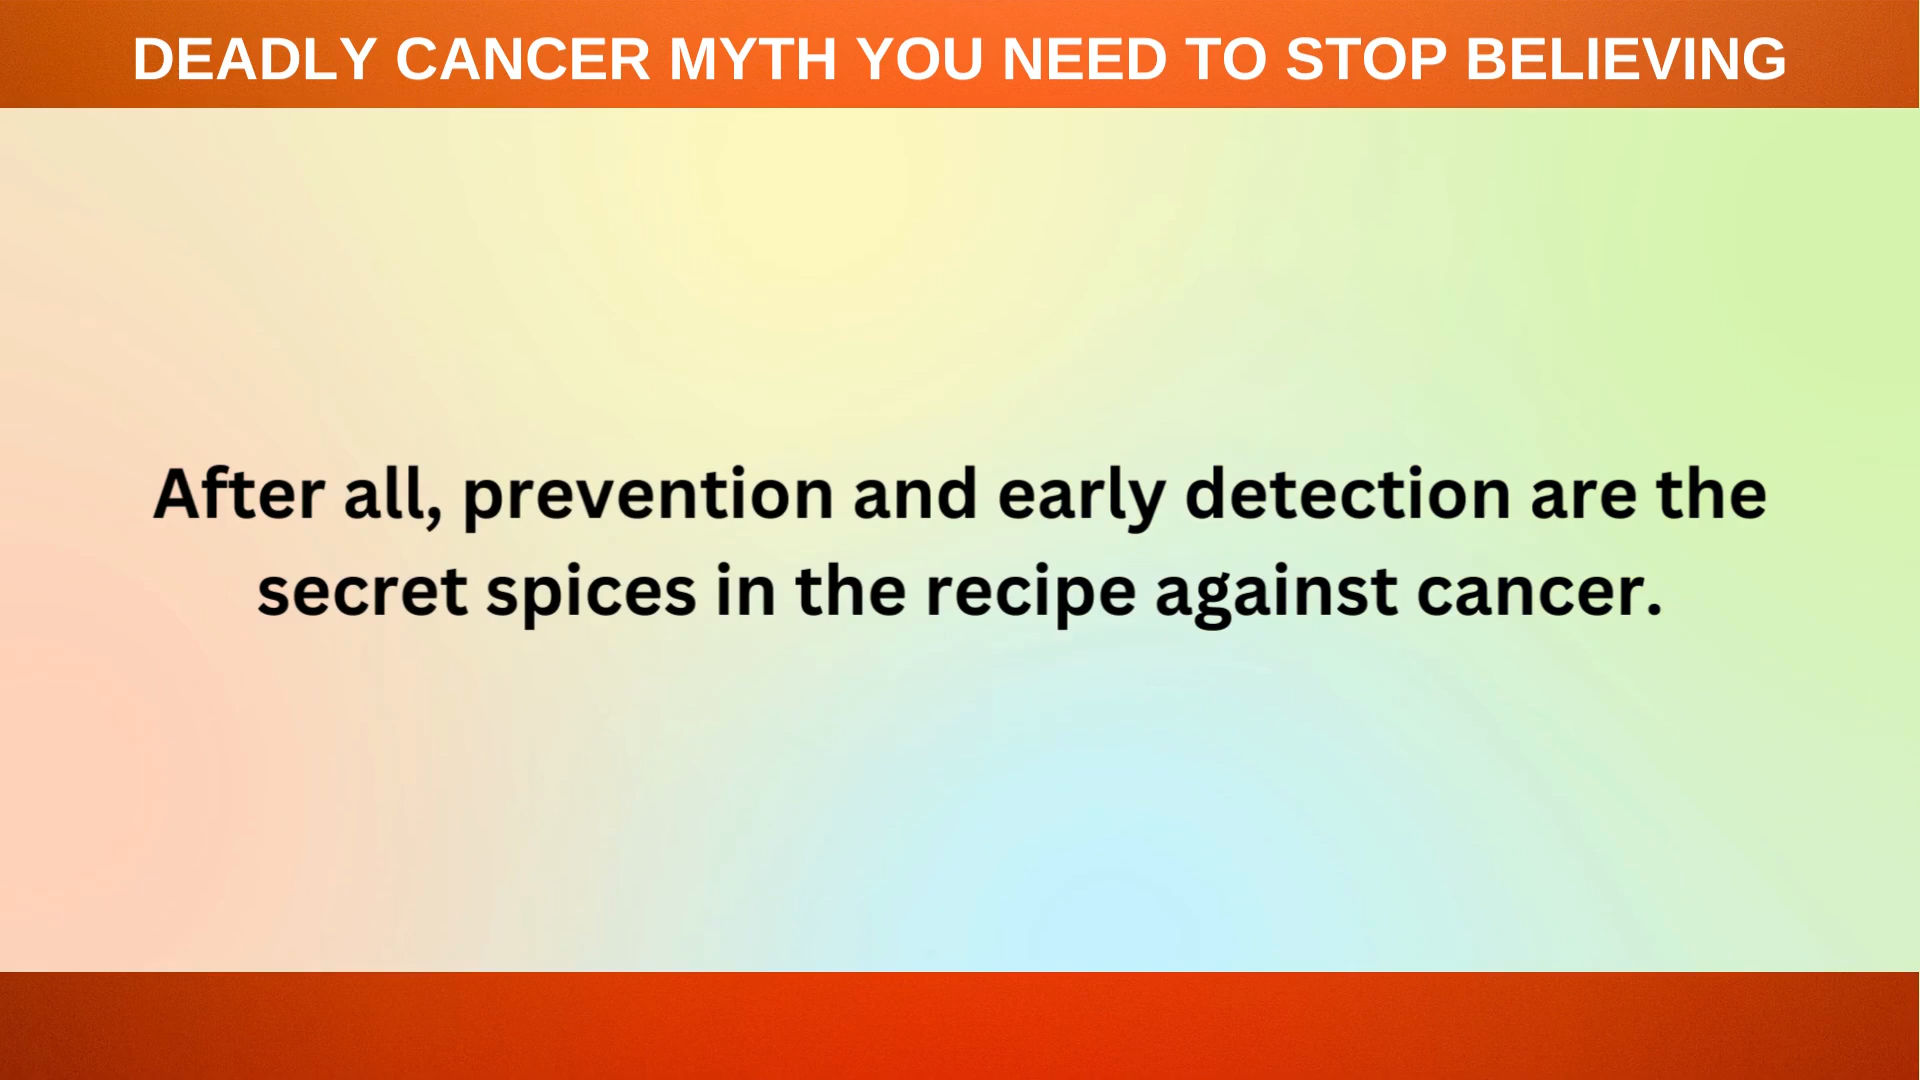 DEADLY CANCER MYTH YOU NEED TO STOP BELIEVING
After all, prevention and early detection are the
secret spices in the recipe against cancer.